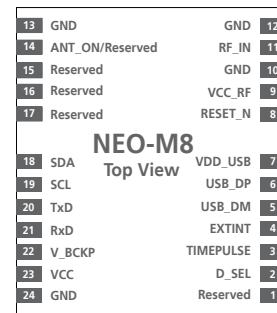 13 GND GND 12
14 ANT_ON/Reserved RF_IN 11
15 Reserved GND 10
16 Reserved VCC_RF 9
17 Reserved RESET_N 8
NEO-M8
Top View
18 SDA VDD_USB 7
19 SCL USB_DP 6
20 TxD USB_DM 5
21 RxD EXTINT 4
22 V_BCKP TIMEPULSE 3
23 VCC D_SEL 2
24 GND Reserved 1